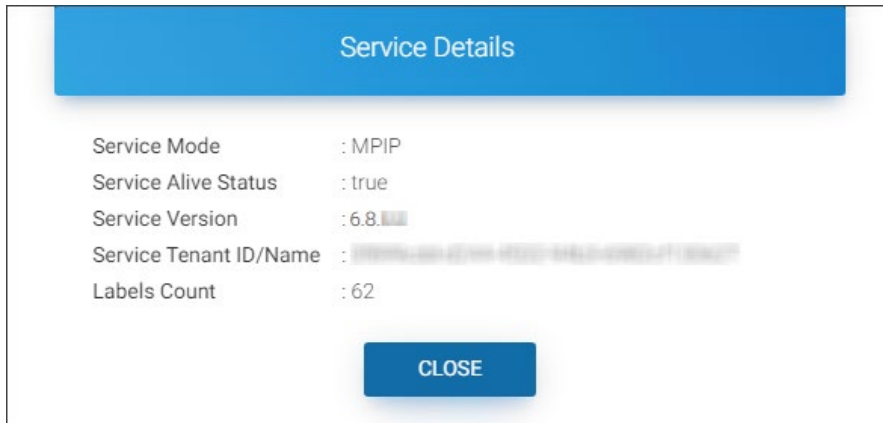 Service Details
Service Mode : MPIP
Service Alive Status : true
Service Version : 6.8.
Service Tenant ID/Name :
Labels Count : 62
CLOSE